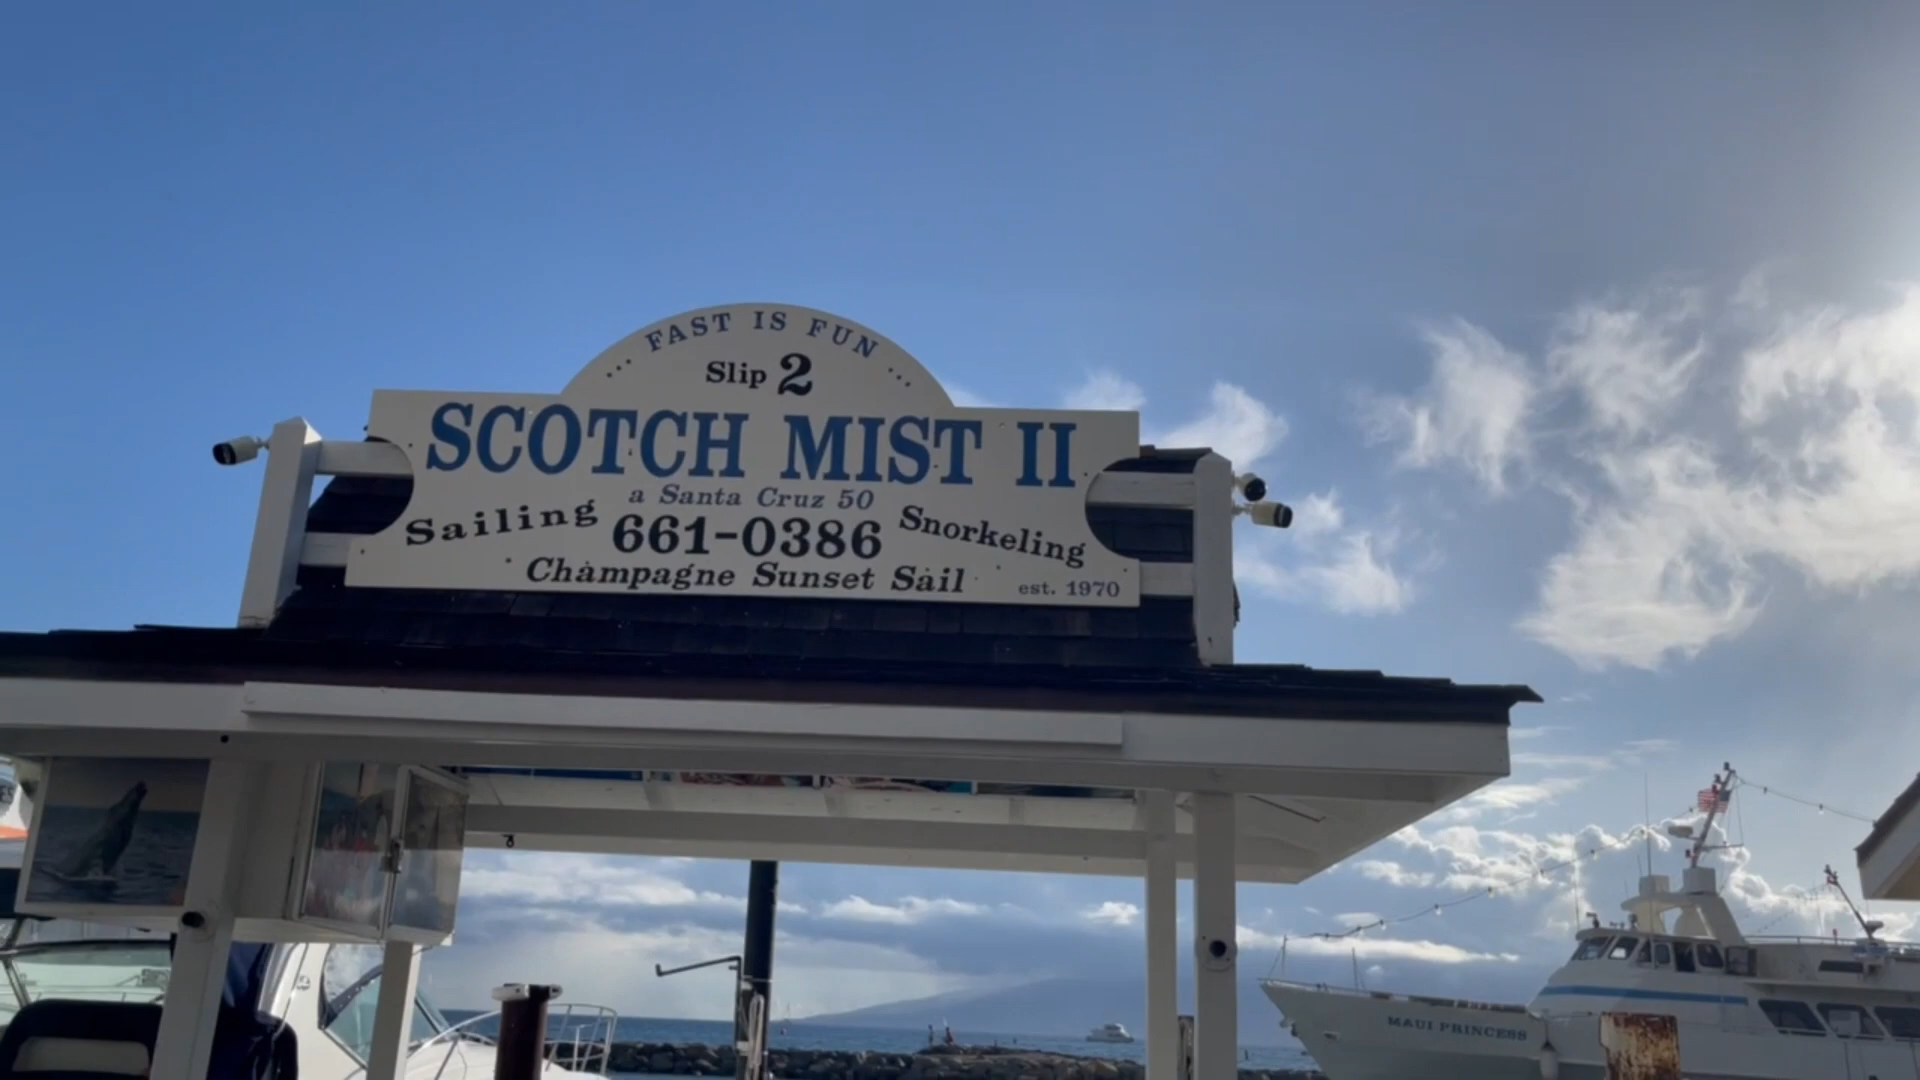 ... FAST IS FUN ...
Slip 2
SCOTCH MIST II
a Santa Cruz 50
Sailing 661-0386 Snorkeling
Champagne Sunset Sail
est. 1970
MAUI PRINCESS